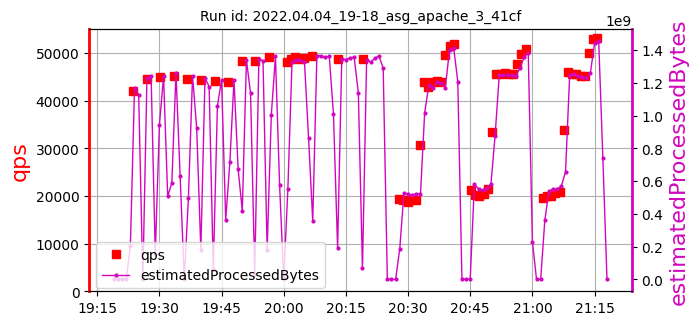 Run id: 2022.04.04_19-18_asg_apache_3_41cf
1e9
50000
40000
30000
20000
10000
0
qps
1.4
1.2
1.0
0.8
0.6
0.4
0.2
0.0
estimatedProcessedBytes
qps
estimatedProcessedBytes
19:15 19:30 19:45 20:00 20:15 20:30 20:45 21:00 21:15